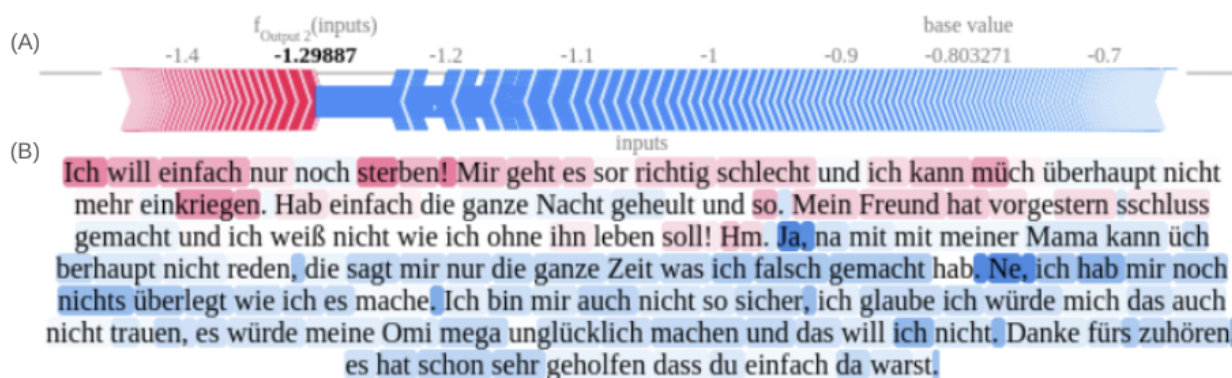 f_Output 2(inputs) base value
(A) -1.4 -1.29887 -1.2 -1.1 -1 -0.9 -0.803271 -0.7
inputs
(B) Ich will einfach nur noch sterben! Mir geht es sor richtig schlecht und ich kann müch überhaupt nicht
mehr einkriegen. Hab einfach die ganze Nacht geheult und so. Mein Freund hat vorgestern sschluss
gemacht und ich weiß nicht wie ich ohne ihn leben soll! Hm. Ja, na mit mit meiner Mama kann üch
berhaupt nicht reden, die sagt mir nur die ganze Zeit was ich falsch gemacht hab. Ne, ich hab mir noch
nichts überlegt wie ich es mache. Ich bin mir auch nicht so sicher, ich glaube ich würde mich das auch
nicht trauen, es würde meine Omi mega unglücklich machen und das will ich nicht. Danke fürs zuhören,
es hat schon sehr geholfen dass du einfach da warst.